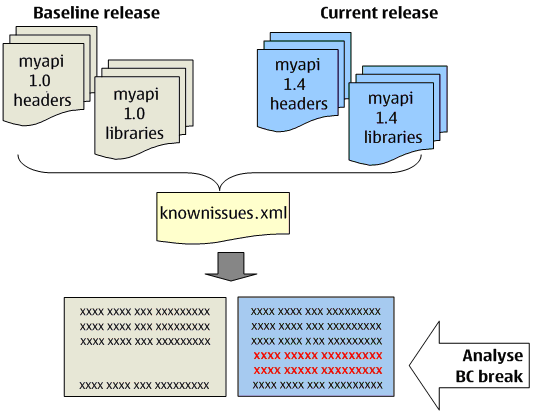 Baseline release
Current release
myapi
1.0
headers
myapi
1.0
libraries
myapi
1.4
headers
myapi
1.4
libraries
knownissues.xml
xxxx xxxx xxx xxxxxxxxx
xxxx xxxx xxx xxxxxxxxx
xxxx xxxx xxx xxxxxxxxx
xxxx xxxx xxx xxxxxxxxx
xxxx xxxx xxx xxxxxxxxx
xxxx xxxx xxx xxxxxxxxx
xxxx xxxx x xx xxxxxxxxx
xxxx xxxxx xxxxxxxxx
xxxx xxxxx xxxxxxxxx
xxxx xxxx xxx xxxxxxxxx
Analyse
BC break